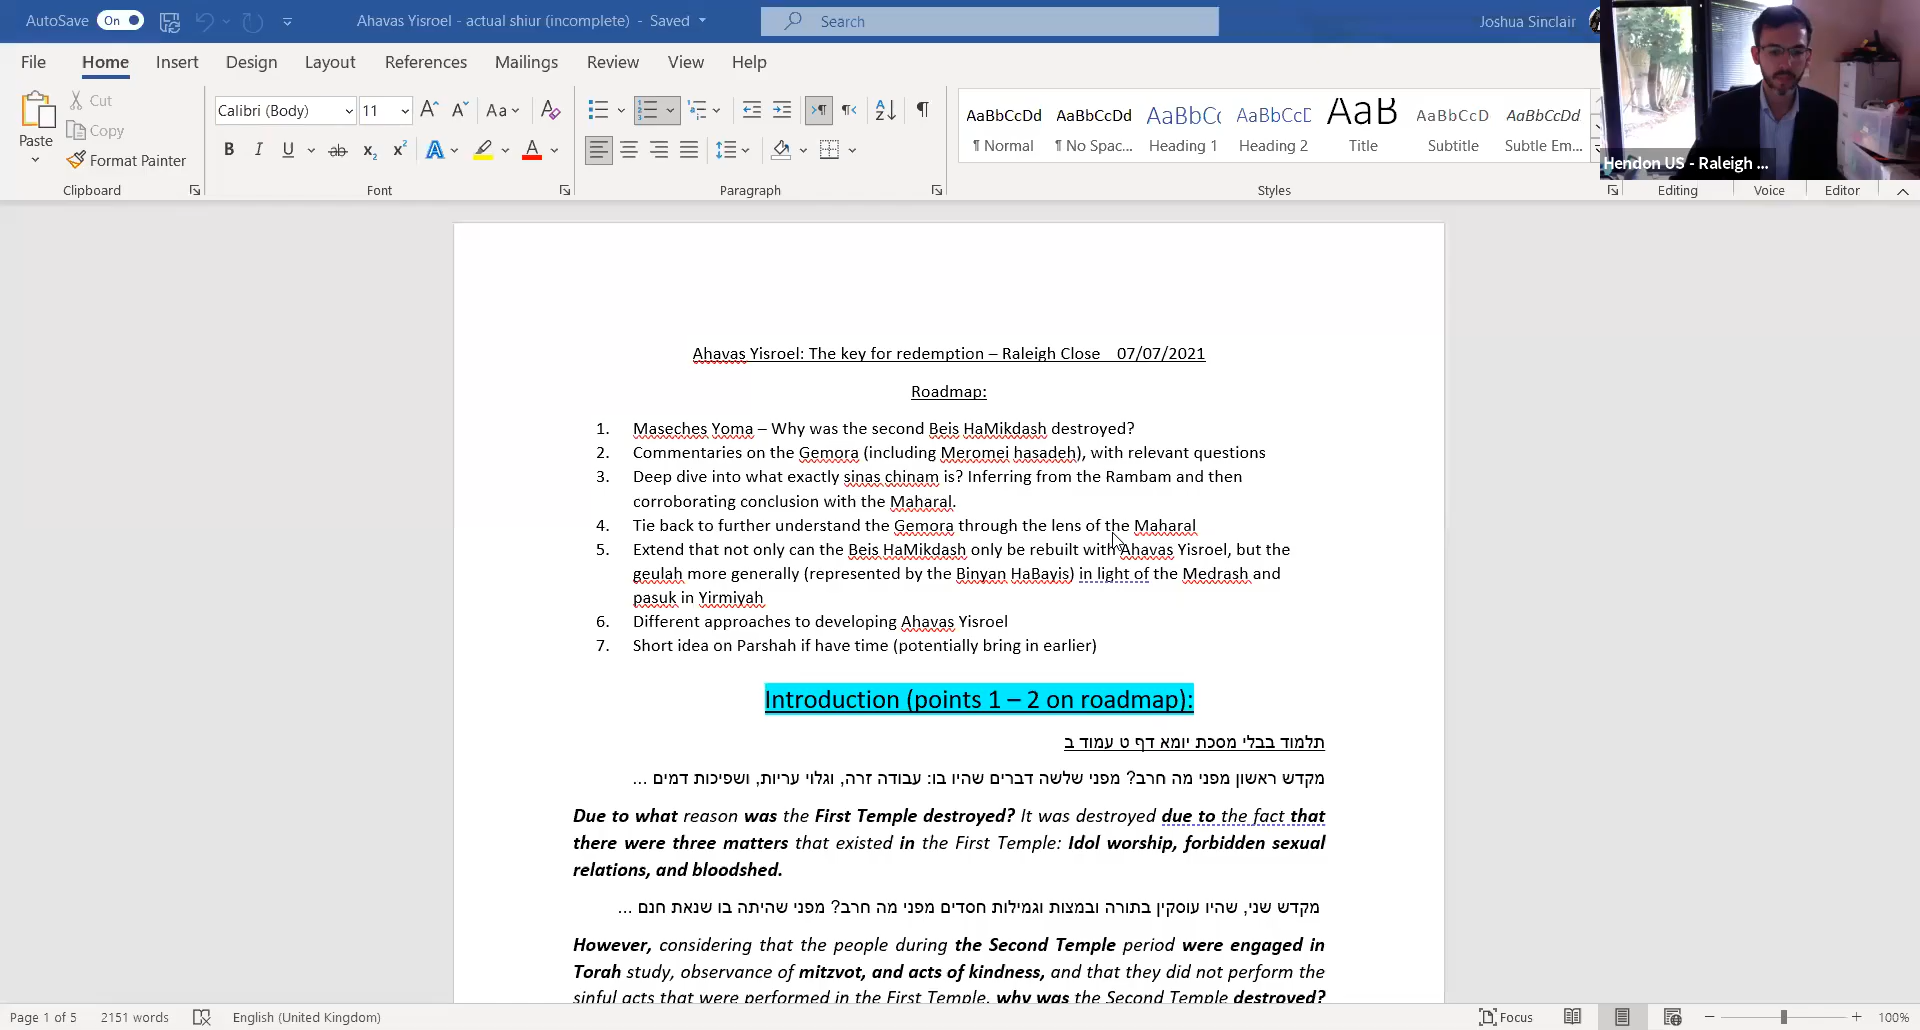 AutoSave On Ahavas Yisroel - actual shiur (incomplete) - Saved Search Joshua Sinclair
File Home Insert Design Layout References Mailings Review View Help
Paste
Cut
Copy
Format Painter
Clipboard
Calibri (Body) 11
Font
Paragraph
AaBbCcDd AaBbCcDd AaBbCc AaBbCcD AaB AaBbCcD AaBbCcDd
¶ Normal ¶ No Spac... Heading 1 Heading 2 Title Subtitle Subtle Em...
Styles
Editing Voice Editor
Hendon US - Raleigh ...
Ahavas Yisroel: The key for redemption – Raleigh Close 07/07/2021
Roadmap:
1. Maseches Yoma – Why was the second Beis HaMikdash destroyed?
2. Commentaries on the Gemora (including Meromei hasadeh), with relevant questions
3. Deep dive into what exactly sinas chinam is? Inferring from the Rambam and then
corroborating conclusion with the Maharal.
4. Tie back to further understand the Gemora through the lens of the Maharal
5. Extend that not only can the Beis HaMikdash only be rebuilt with Ahavas Yisroel, but the
geulah more generally (represented by the Binyan HaBayis) in light of the Medrash and
pasuk in Yirmiyah
6. Different approaches to developing Ahavas Yisroel
7. Short idea on Parshah if have time (potentially bring in earlier)
Introduction (points 1 – 2 on roadmap):
תלמוד בבלי מסכת יומא דף ט עמוד ב
מקדש ראשון מפני מה חרב? מפני שלשה דברים שהיו בו: עבודה זרה, וגלוי עריות, ושפיכות דמים ...
Due to what reason was the First Temple destroyed? It was destroyed due to the fact that
there were three matters that existed in the First Temple: Idol worship, forbidden sexual
relations, and bloodshed.
מקדש שני, שהיו עוסקין בתורה ובמצות וגמילות חסדים מפני מה חרב? מפני שהיתה בו שנאת חנם ...
However, considering that the people during the Second Temple period were engaged in
Torah study, observance of mitzvot, and acts of kindness, and that they did not perform the
sinful acts that were performed in the First Temple, why was the Second Temple destroyed?
Page 1 of 5 2151 words English (United Kingdom) Focus 100%